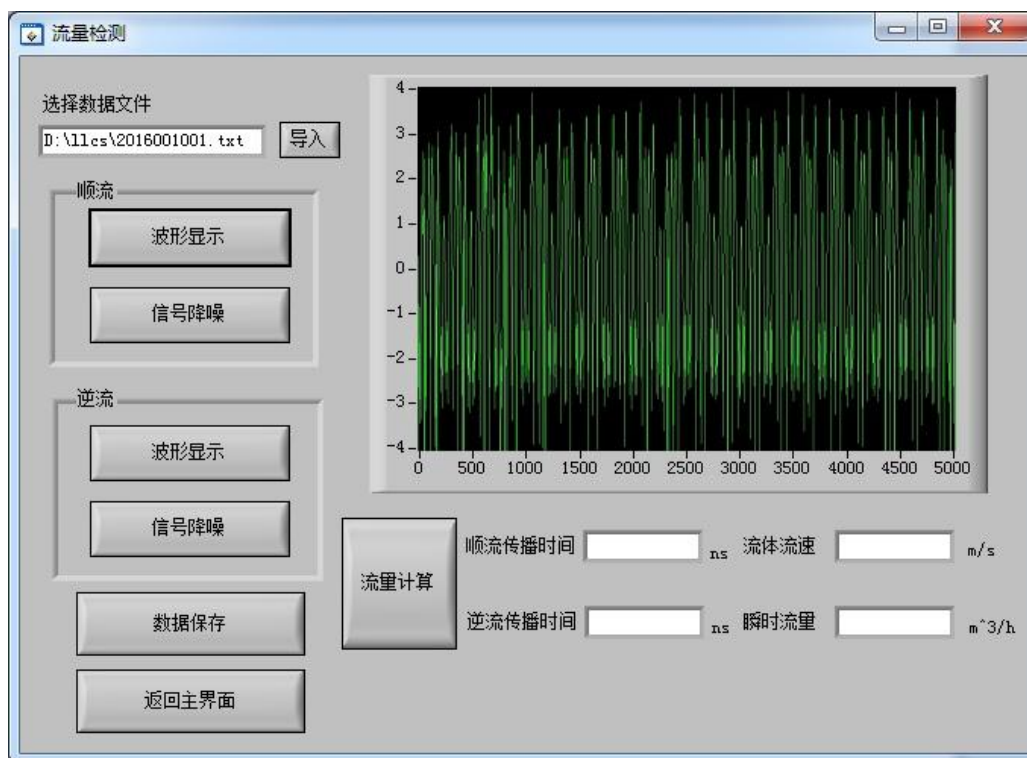 流量检测
选择数据文件
D:\llcs\2016001001.txt 导入
顺流
波形显示
信号降噪
逆流
波形显示
信号降噪
数据保存
返回主界面
4
3
2
1
0
-1
-2
-3
-4
0 500 1000 1500 2000 2500 3000 3500 4000 4500 5000
流量计算
顺流传播时间 ns 流体流速 m/s
逆流传播时间 ns 瞬时流量 m^3/h